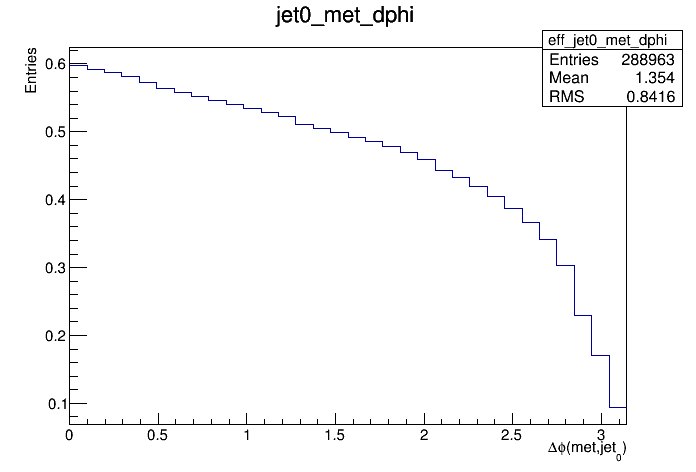 jet0_met_dphi
eff_jet0_met_dphi
Entries 288963
Mean 1.354
RMS 0.8416
Entries
0.6
0.5
0.4
0.3
0.2
0.1
0 0.5 1 1.5 2 2.5 3
Δϕ(met,jet₀)